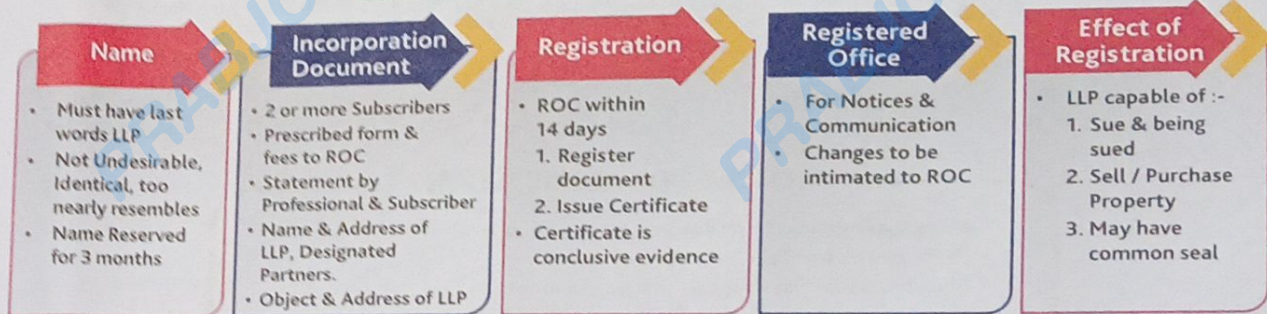 Name
• Must have last
words LLP
• Not Undesirable,
Identical, too
nearly resembles
• Name Reserved
for 3 months
Incorporation
Document
• 2 or more Subscribers
• Prescribed form &
fees to ROC
• Statement by
Professional & Subscriber
• Name & Address of
LLP, Designated
Partners.
• Object & Address of LLP
Registration
• ROC within
14 days
1. Register
document
2. Issue Certificate
• Certificate is
conclusive evidence
Registered
Office
• For Notices &
Communication
• Changes to be
intimated to ROC
Effect of
Registration
• LLP capable of :-
1. Sue & being
sued
2. Sell / Purchase
Property
3. May have
common seal